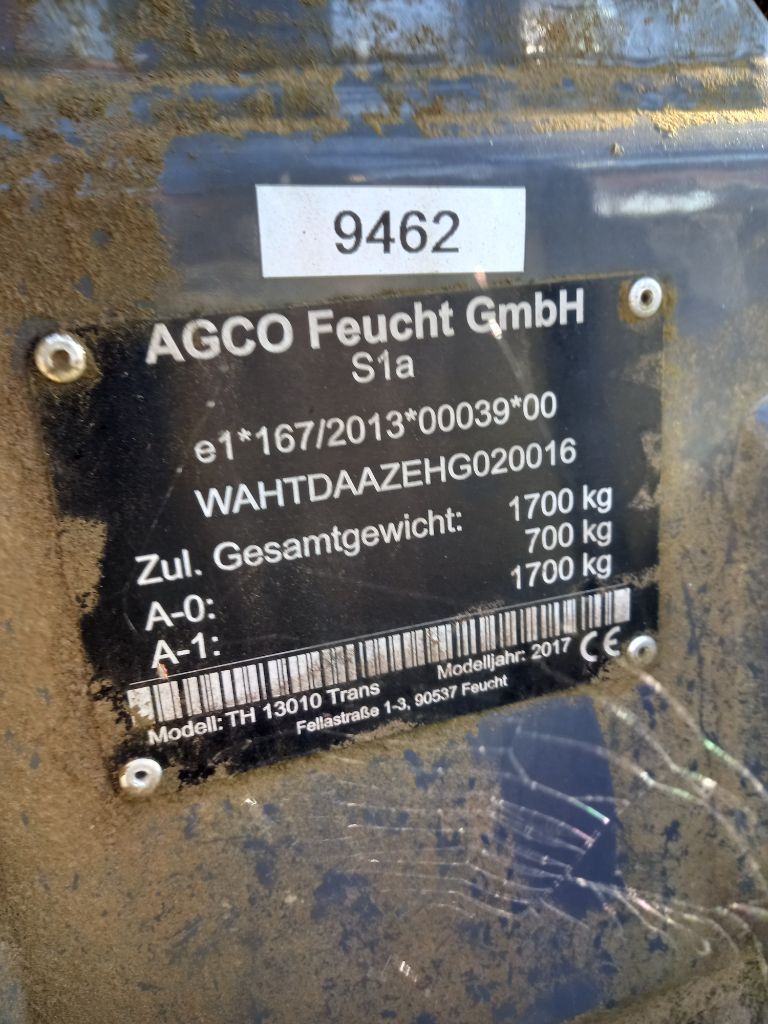 9462
AGCO Feucht GmbH
S1a
e1*167/2013*00039*00
WAHTDAAZEHG020016
Zul. Gesamtgewicht: 1700 kg
A-0: 700 kg
A-1: 1700 kg
Modell: TH 13010 Trans Modelljahr: 2017 CE
Fellastraße 1-3, 90537 Feucht